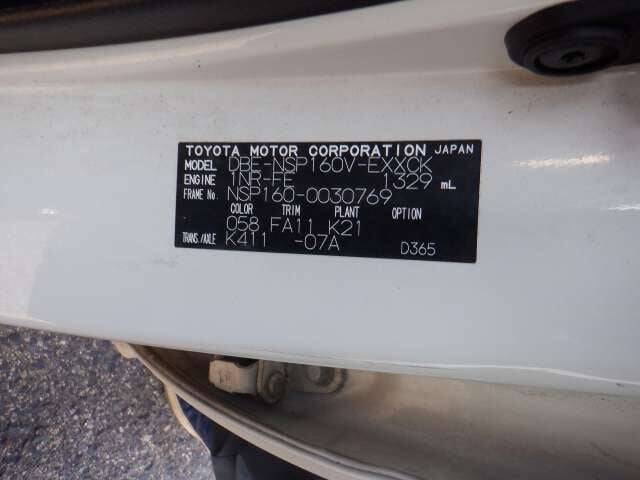 TOYOTA MOTOR CORPORATION JAPAN
MODEL DBE-NSP160V-EXXCK
ENGINE 1NR-FE 1329 mL
FRAME No. NSP160-0030769
COLOR TRIM PLANT OPTION
058 FA11 K21
TRANS./AXLE K411 -07A D365